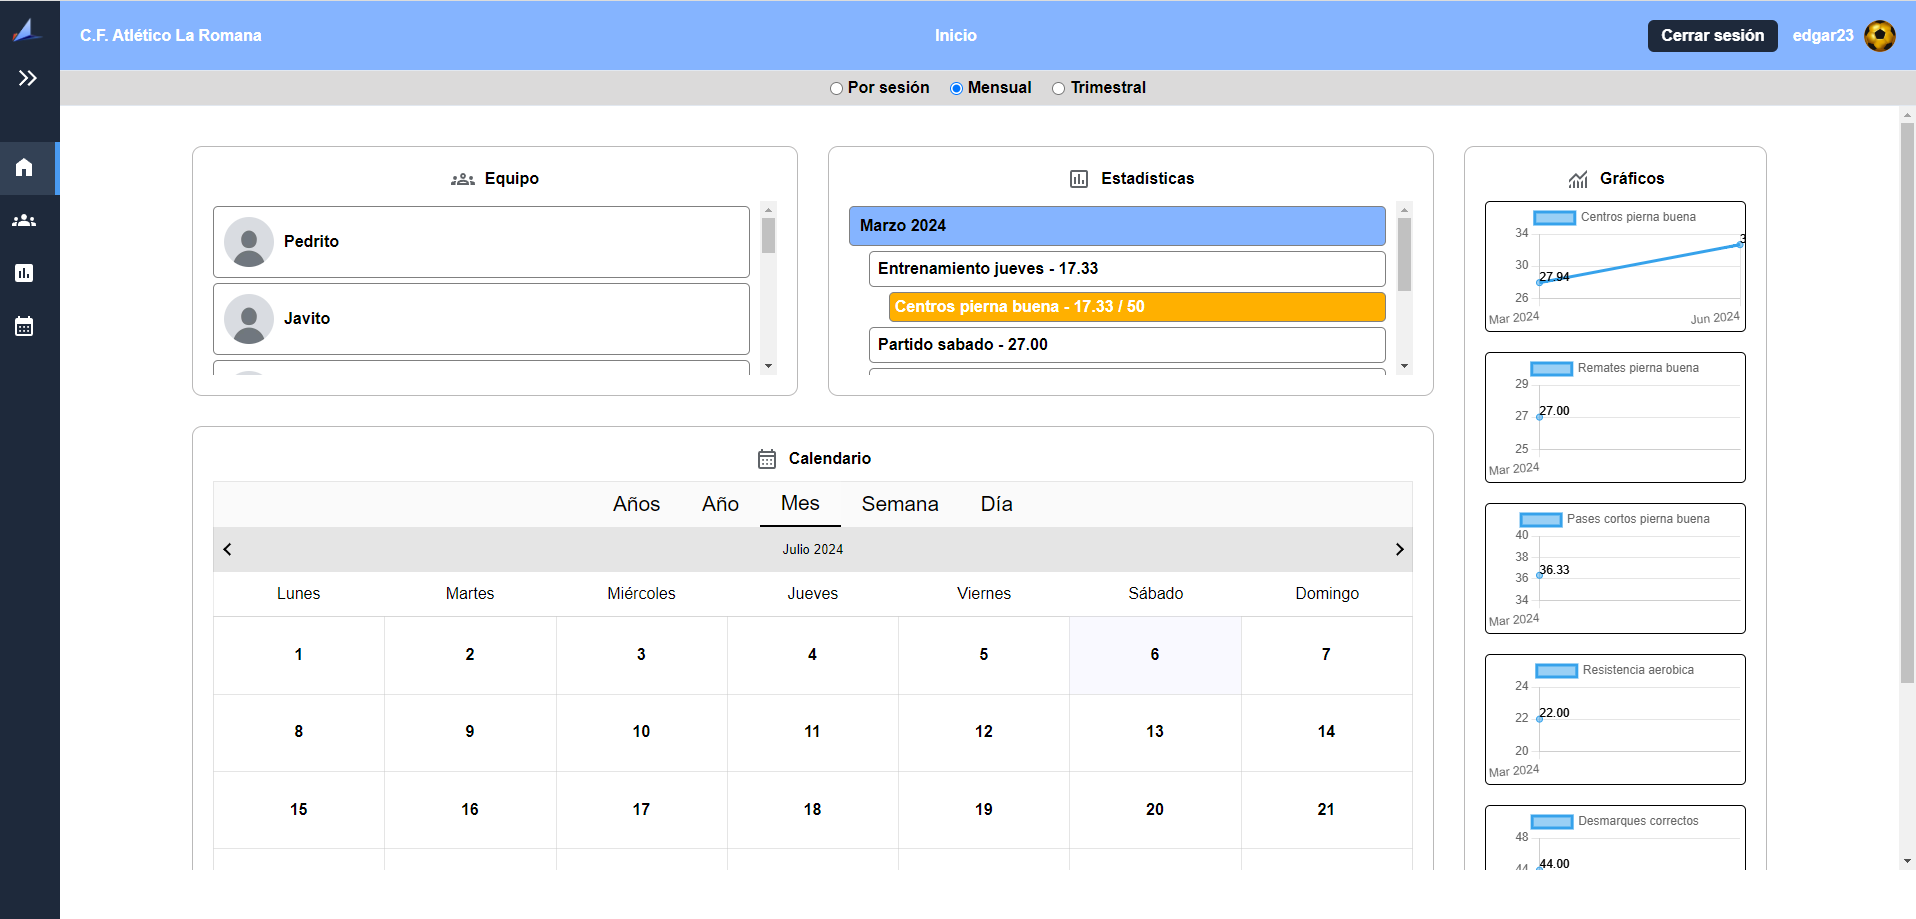 C.F. Atlético La Romana
Inicio
Cerrar sesión
edgar23
Por sesión
Mensual
Trimestral
Equipo
Pedrito
Javito
Estadísticas
Marzo 2024
Entrenamiento jueves - 17.33
Centros pierna buena - 17.33 / 50
Partido sabado - 27.00
Gráficos
Centros pierna buena
34
3
30
27.94
26
Mar 2024
Jun 2024
Remates pierna buena
29
27
27.00
25
Mar 2024
Pases cortos pierna buena
40
38
36
36.33
34
Mar 2024
Resistencia aerobica
24
22
22.00
20
Mar 2024
Desmarques correctos
48
44
44.00
Calendario
Años Año Mes Semana Día
Julio 2024
Lunes Martes Miércoles Jueves Viernes Sábado Domingo
1 2 3 4 5 6 7
8 9 10 11 12 13 14
15 16 17 18 19 20 21